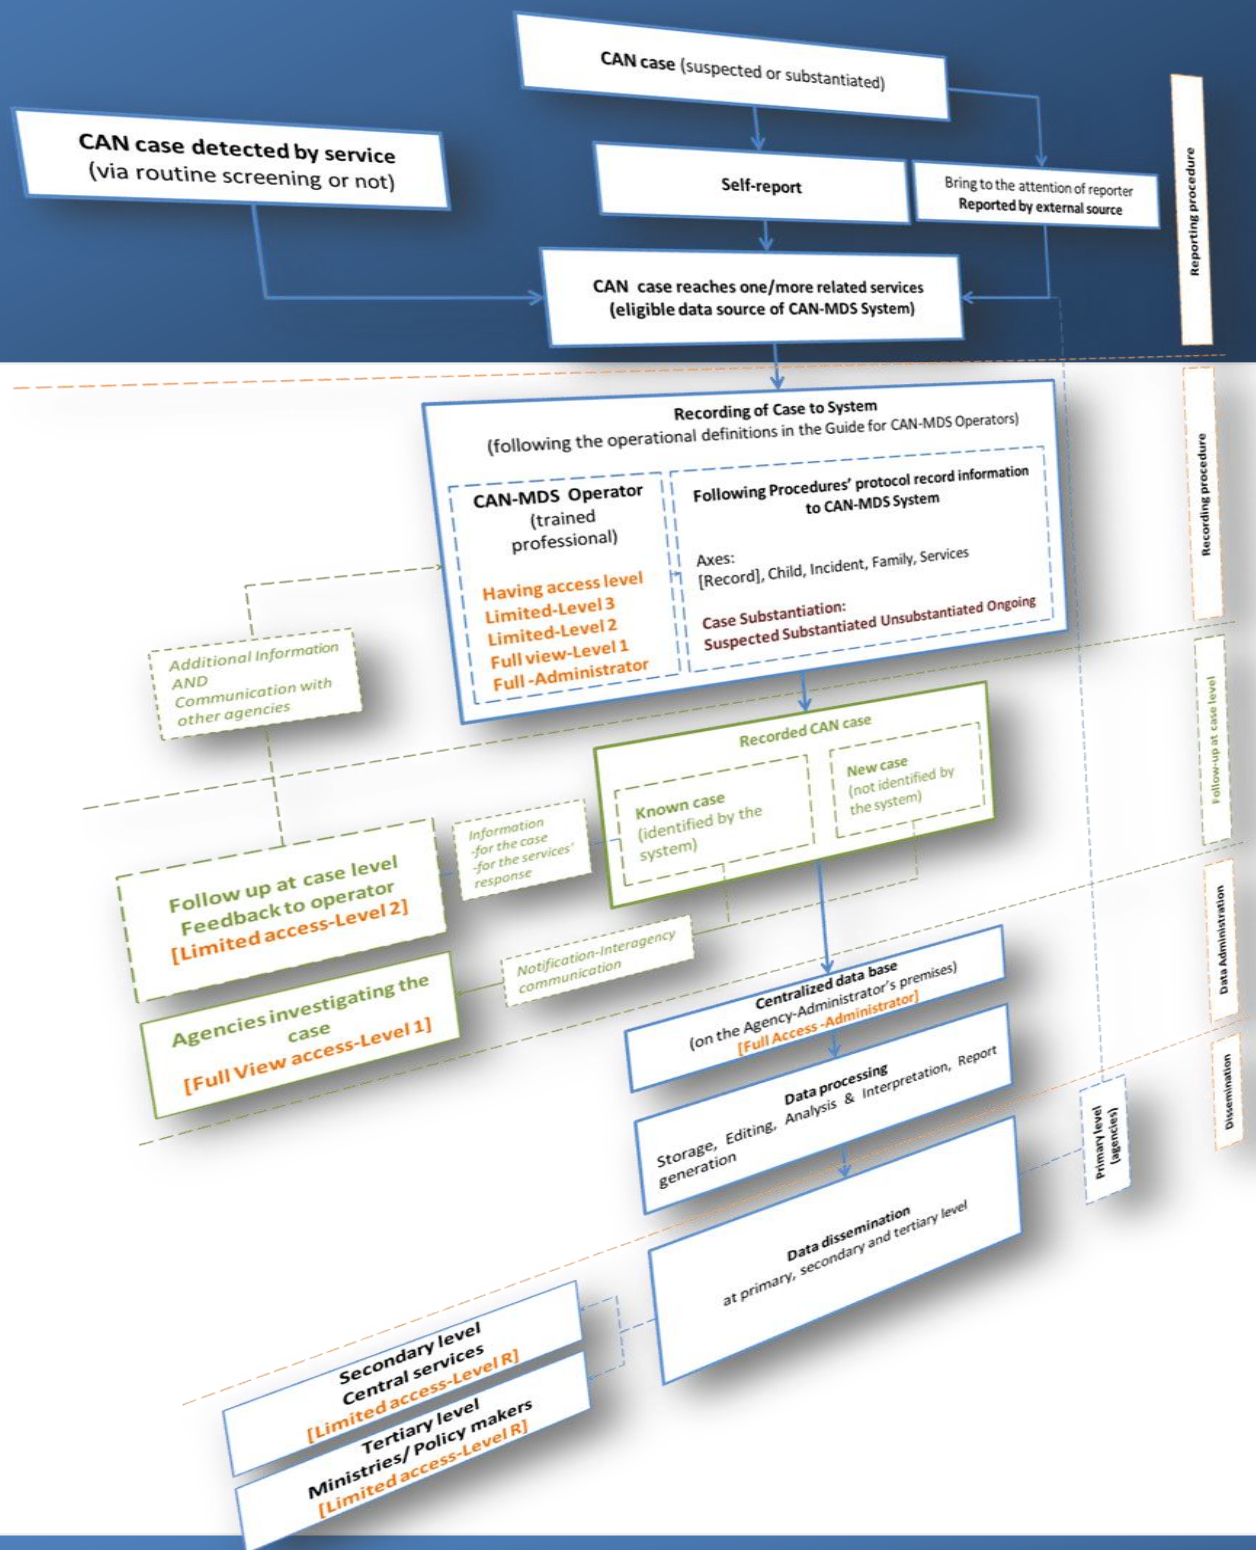 CAN case (suspected or substantiated)
CAN case detected by service
(via routine screening or not)
Self-report
Bring to the attention of reporter
Reported by external source
CAN case reaches one/more related services
(eligible data source of CAN-MDS System)
Reporting procedure
Recording of Case to System
(following the operational definitions in the Guide for CAN-MDS Operators)
CAN-MDS Operator
(trained
professional)
Having access level
Limited-Level 3
Limited-Level 2
Full view-Level 1
Full -Administrator
Following Procedures' protocol record information
to CAN-MDS System
Axes:
[Record], Child, Incident, Family, Services
Case Substantiation:
Suspected Substantiated Unsubstantiated Ongoing
Recording procedure
Additional Information
AND
Communication with
other agencies
Recorded CAN case
Known case
(identified by the
system)
New case
(not identified by
the system)
Follow-up at case level
Information
-for the case
-for the services'
response
Follow up at case level
Feedback to operator
[Limited access-Level 2]
Notification-Interagency
communication
Agencies investigating the
case
[Full View access-Level 1]
Centralized data base
(on the Agency-Administrator's premises)
[Full Access -Administrator]
Data Administration
Data processing
Storage, Editing, Analysis & Interpretation, Report
generation
Dissemination
Primary level
(agencies)
Data dissemination
at primary, secondary and tertiary level
Secondary level
Central services
[Limited access-Level R]
Tertiary level
Ministries/ Policy makers
[Limited access-Level R]